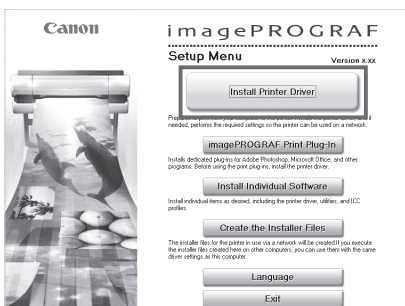 Canon
imagePROGRAF
Setup Menu
Version x.xx
Install Printer Driver
needed, performs the required settings so the printer can be used on a network.
imagePROGRAF Print Plug-In
Installs dedicated plug-ins for Adobe Photoshop, Microsoft Office, and other
programs. Before using the print plug-ins, install the printer driver.
Install Individual Software
Install individual items as desired, including the printer driver, utilities, and ICC
profiles.
Create the Installer Files
The installer files for the printer in use via a network will be created.If you execute
the installer files created here on other computers, you can use them with the same
driver settings as this computer.
Language
Exit